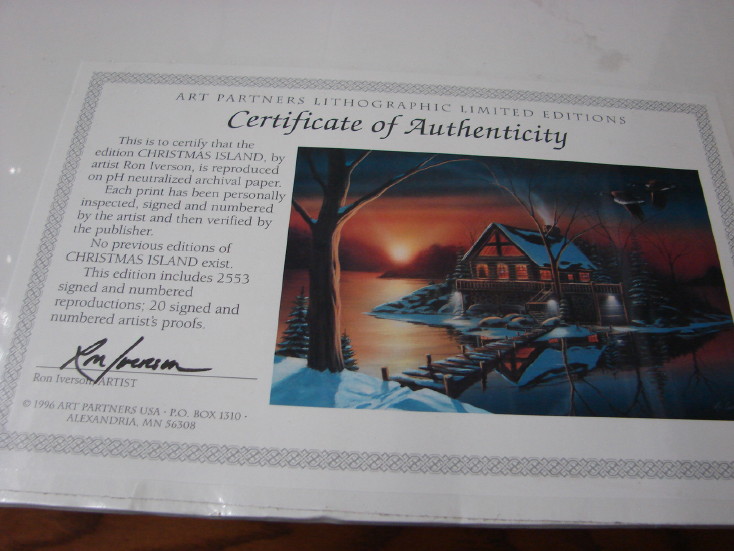 ART PARTNERS LITHOGRAPHIC LIMITED EDITIONS
Certificate of Authenticity
This is to certify that the
edition CHRISTMAS ISLAND, by
artist Ron Iverson, is reproduced
on pH neutralized archival paper.
Each print has been personally
inspected, signed and numbered
by the artist and then verified by
the publisher.
No previous editions of
CHRISTMAS ISLAND exist.
This edition includes 2553
signed and numbered
reproductions; 20 signed and
numbered artist's proofs.
Ron Iverson
Ron Iverson, ARTIST
© 1996 ART PARTNERS USA · P.O. BOX 1310 ·
ALEXANDRIA, MN 56308